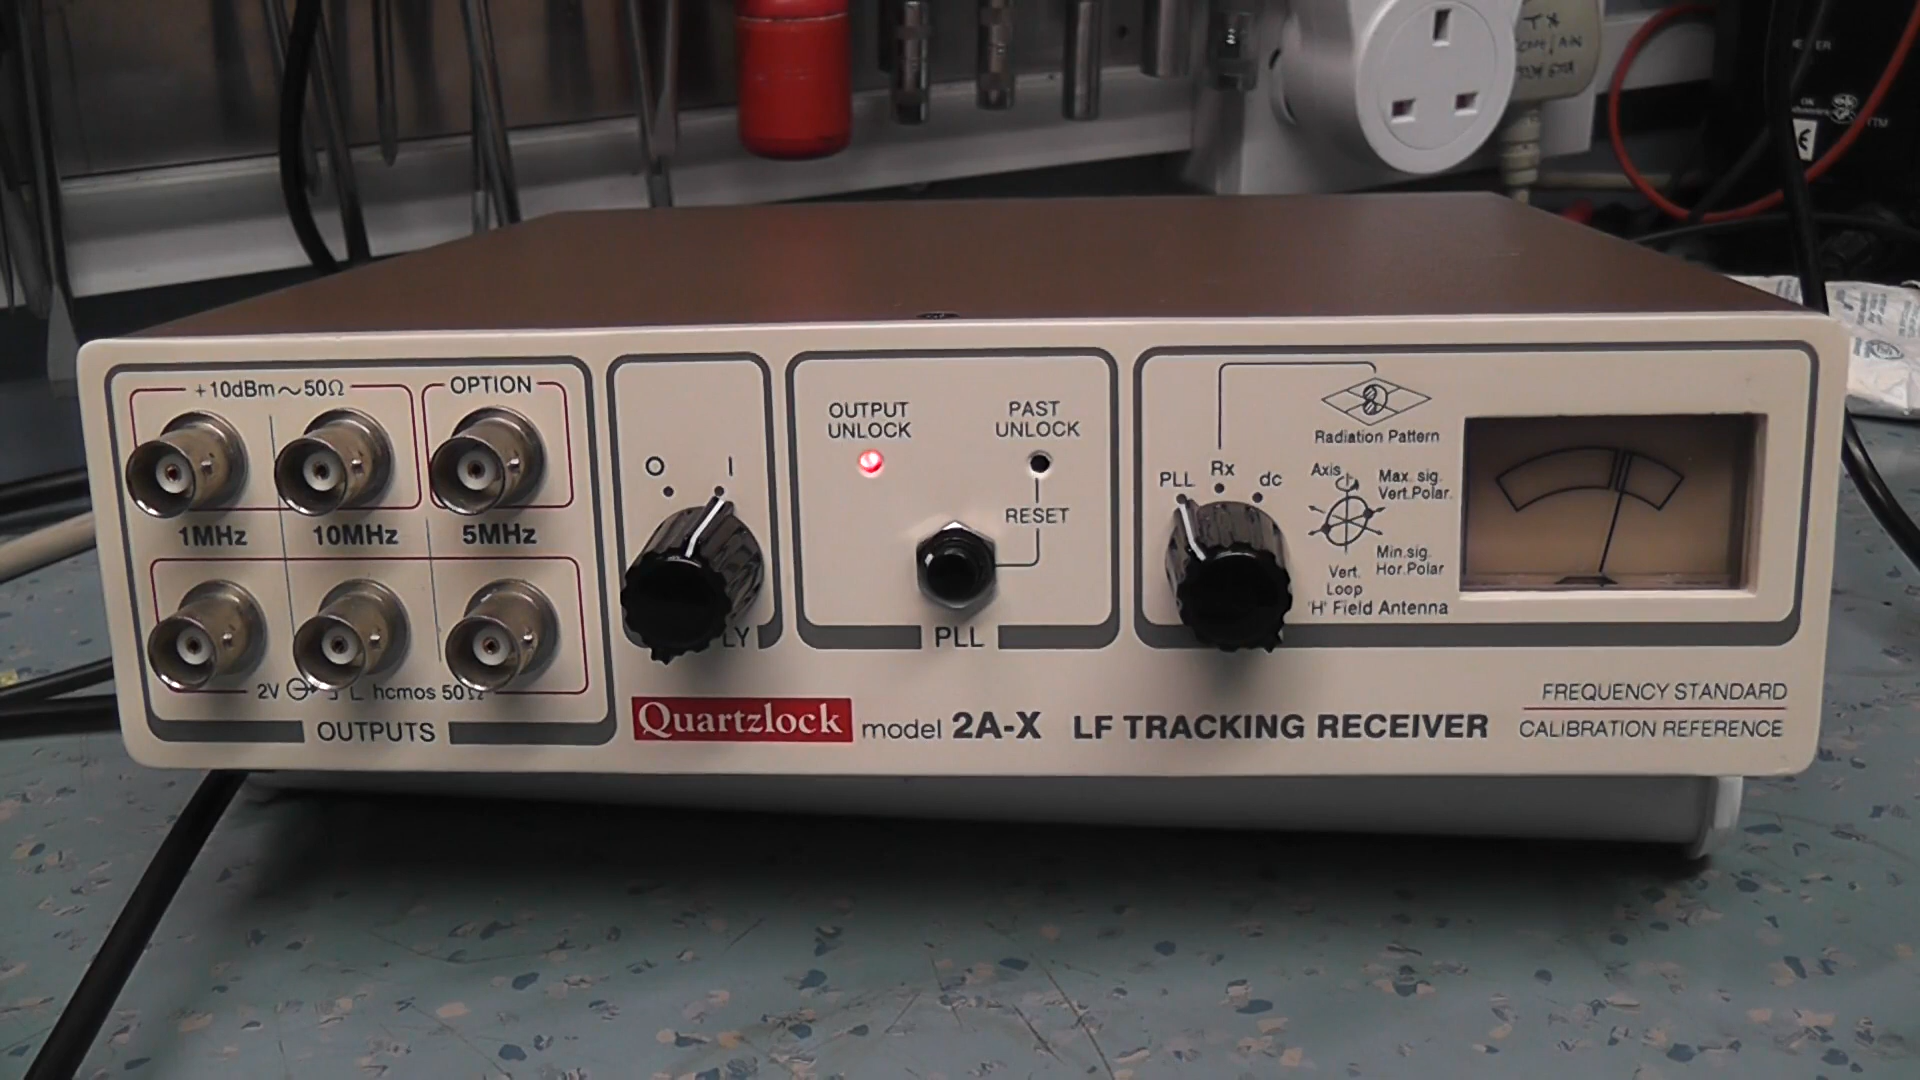 TX
+10dBm~50Ω
OPTION
1MHz
10MHz
5MHz
2V
hcmos 50Ω
OUTPUTS
O
I
LY
OUTPUT
UNLOCK
PAST
UNLOCK
RESET
PLL
PLL
Rx
dc
Radiation Pattern
Axis
Max. sig.
Vert.Polar.
Min.sig.
Hor.Polar
Vert.
Loop
'H' Field Antenna
Quartzlock model 2A-X LF TRACKING RECEIVER
FREQUENCY STANDARD
CALIBRATION REFERENCE